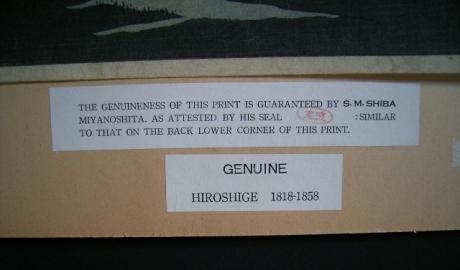 THE GENUINENESS OF THIS PRINT IS GUARANTEED BY S. M. SHIBA
MIYANOSHITA. AS ATTESTED BY HIS SEAL : SIMILAR
TO THAT ON THE BACK LOWER CORNER OF THIS PRINT.
GENUINE
HIROSHIGE 1818-1858